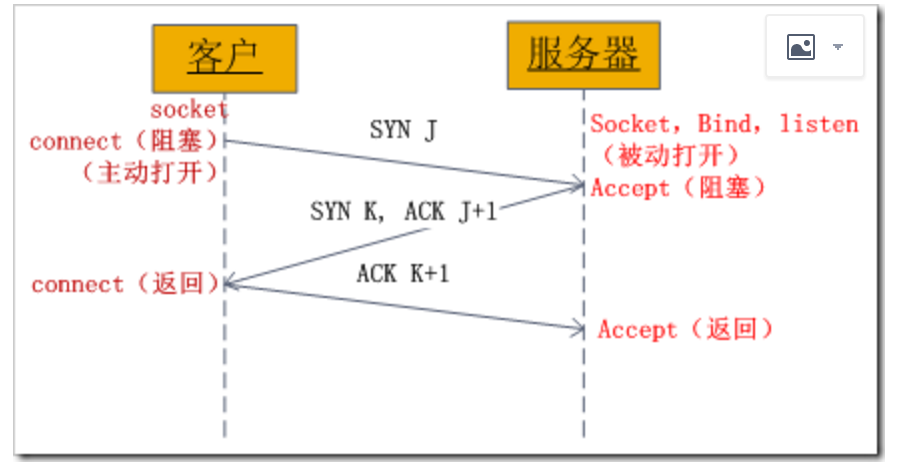 客户
服务器
socket
connect（阻塞）
（主动打开）
SYN J
Socket, Bind, listen
（被动打开）
Accept（阻塞）
SYN K, ACK J+1
connect（返回）
ACK K+1
Accept（返回）